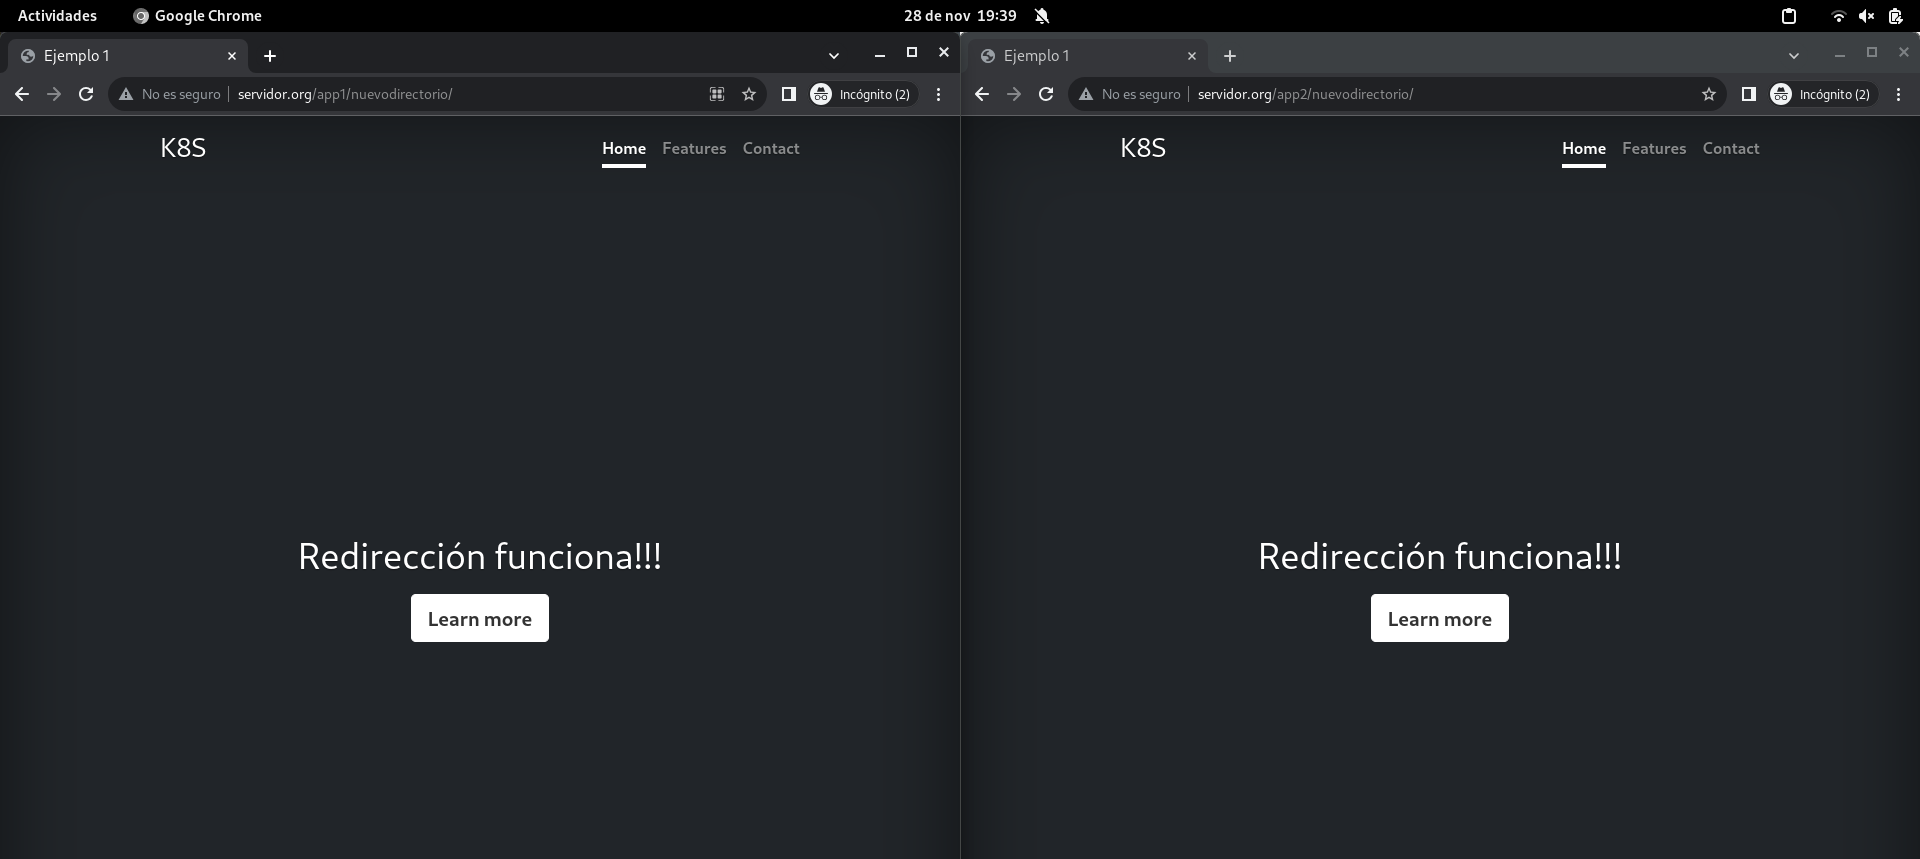 Actividades Google Chrome 28 de nov 19:39
Ejemplo 1
No es seguro servidor.org/app1/nuevodirectorio/ Incógnito (2)
K8S Home Features Contact
Redirección funciona!!!
Learn more
Ejemplo 1
No es seguro servidor.org/app2/nuevodirectorio/ Incógnito (2)
K8S Home Features Contact
Redirección funciona!!!
Learn more